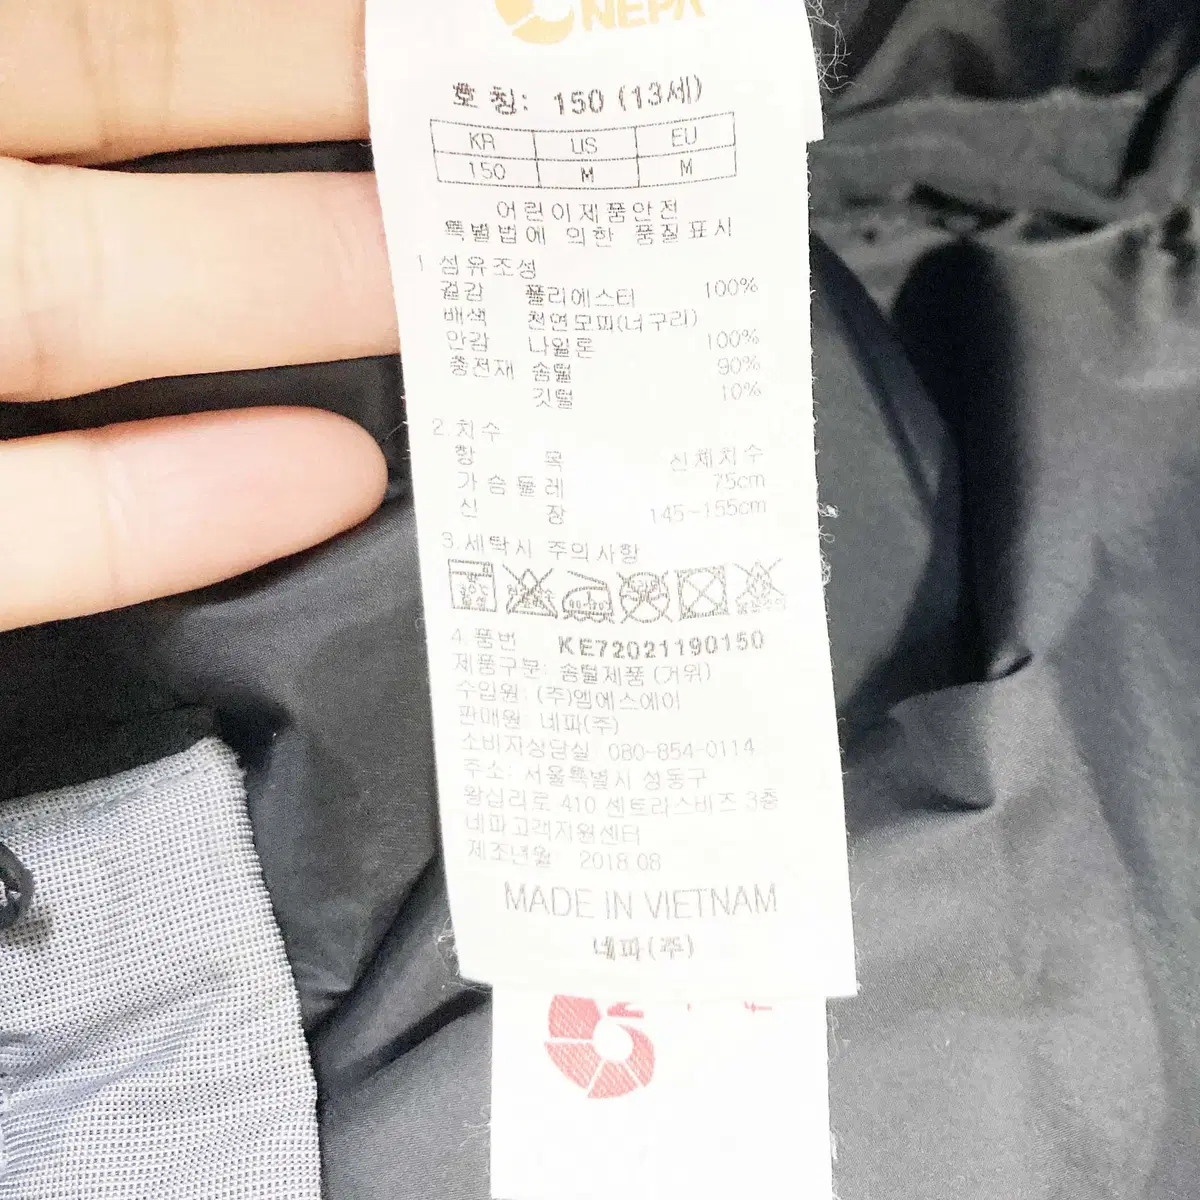 NEPA
호 칭: 150 (13세)
KR US EU
150 M M
어린이제품안전
특별법에 의한 품질표시
1 섬유조성
겉감 폴리에스터 100%
배색 천연모피(너구리)
안감 나일론 100%
충전재 솜털 90%
깃털 10%
2.치수
항 목 신체치수
가슴둘레 75cm
신 장 145~155cm
3.세탁시 주의사항
4.품번 KE72021190150
제품구분: 솜털제품 (거위)
수입원: (주)엠에스에이
판매원 네파(주)
소비자상담실 080-854-0114
주소: 서울특별시 성동구
왕십리로 410 센트라스비즈 3층
네파고객지원센터
제조년월 2018.08
MADE IN VIETNAM
네파(주)